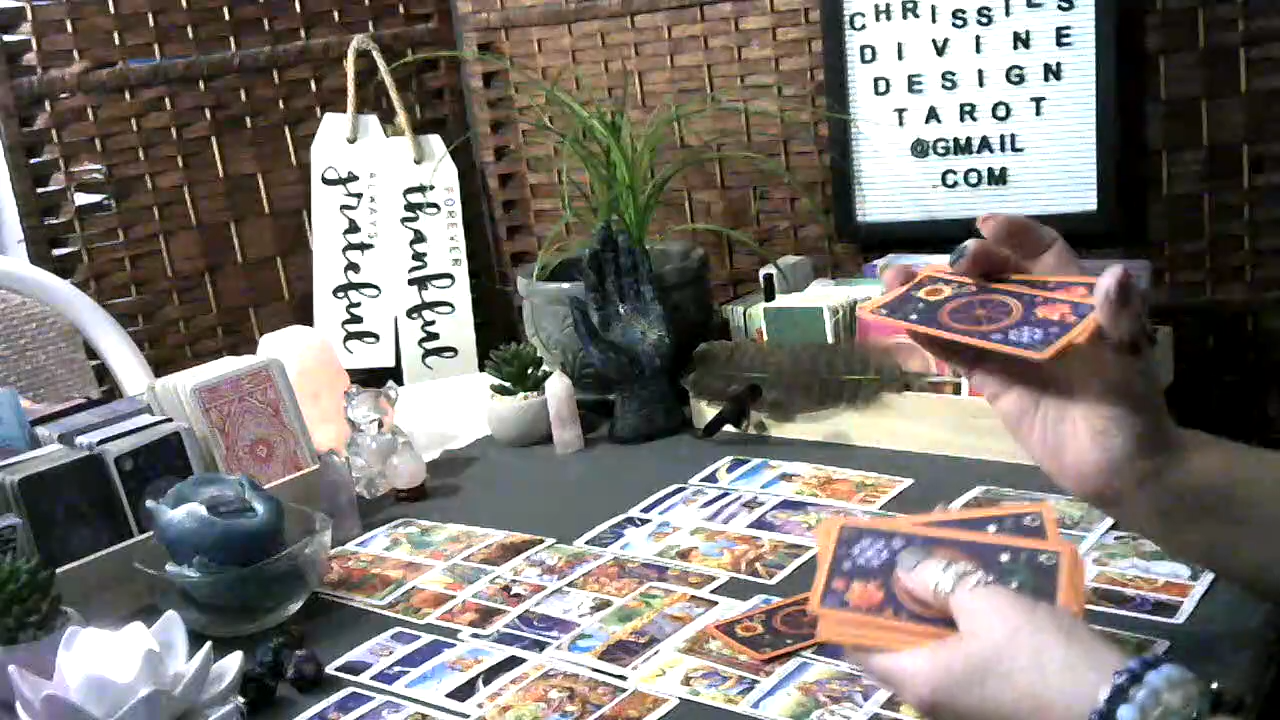 CHRISSIES
DIVINE
DESIGN
TAROT
@GMAIL
COM
ALWAYS
grateful
FOREVER
thankful